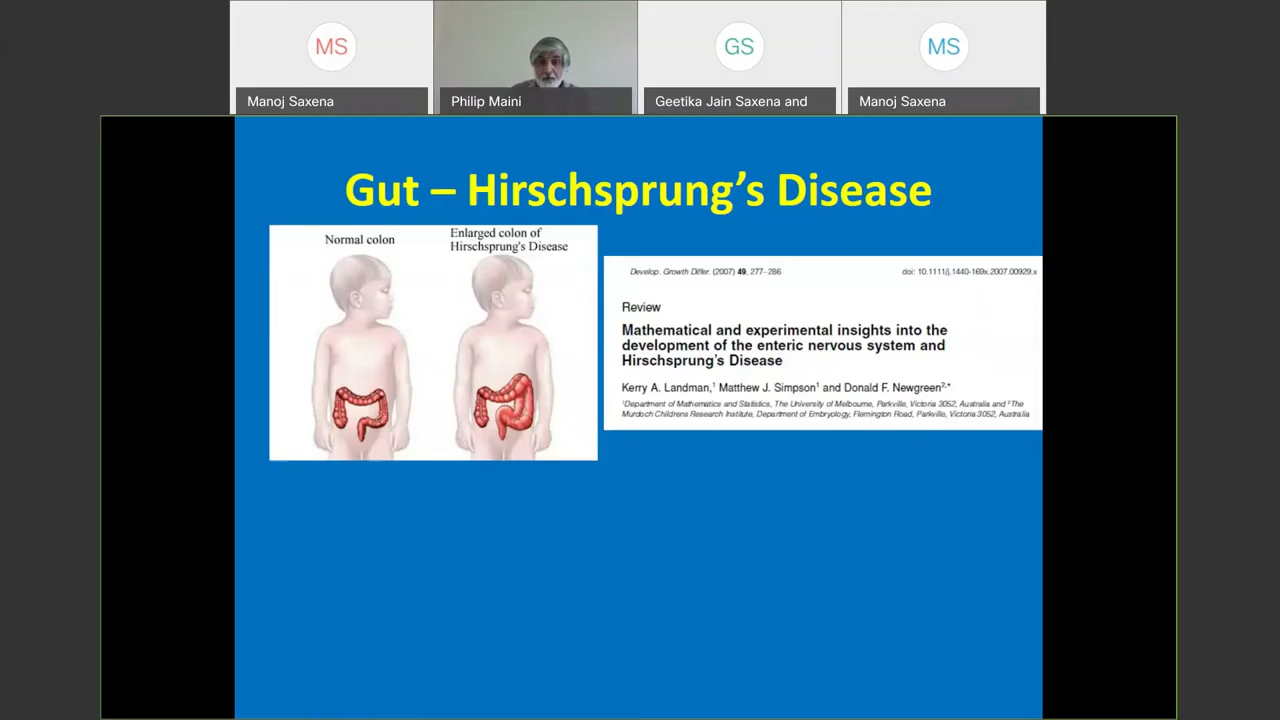 MS
GS
MS
Manoj Saxena
Philip Maini
Geetika Jain Saxena and
Manoj Saxena
Gut – Hirschsprung's Disease
Normal colon
Enlarged colon of
Hirschsprung's Disease
Develop. Growth Differ. (2007) 49, 277–286
doi: 10.1111/j.1440-169x.2007.00929.x
Review
Mathematical and experimental insights into the
development of the enteric nervous system and
Hirschsprung's Disease
Kerry A. Landman,1 Matthew J. Simpson1 and Donald F. Newgreen2,*
1Department of Mathematics and Statistics, The University of Melbourne, Parkville, Victoria 3052, Australia and 2The
Murdoch Childrens Research Institute, Department of Embryology, Flemington Road, Parkville, Victoria 3052, Australia